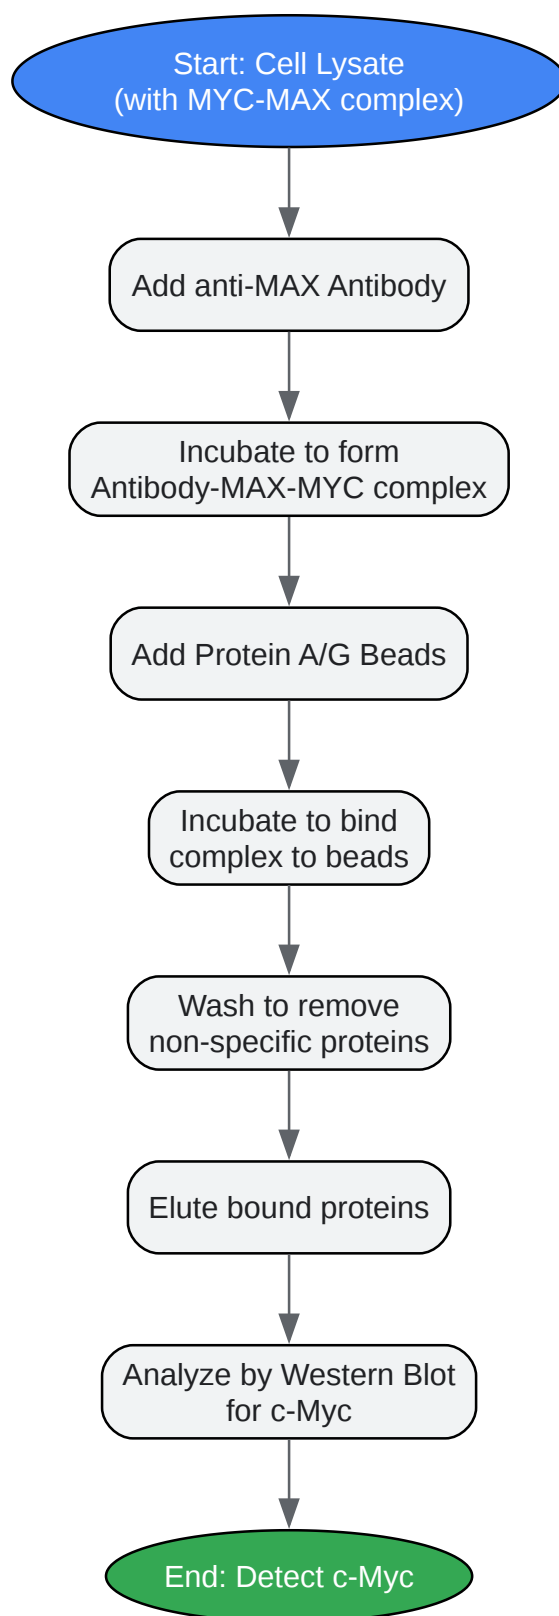 Start: Cell Lysate
(with MYC-MAX complex)
Add anti-MAX Antibody
Incubate to form
Antibody-MAX-MYC complex
Add Protein A/G Beads
Incubate to bind
complex to beads
Wash to remove
non-specific proteins
Elute bound proteins
Analyze by Western Blot
for c-Myc
End: Detect c-Myc